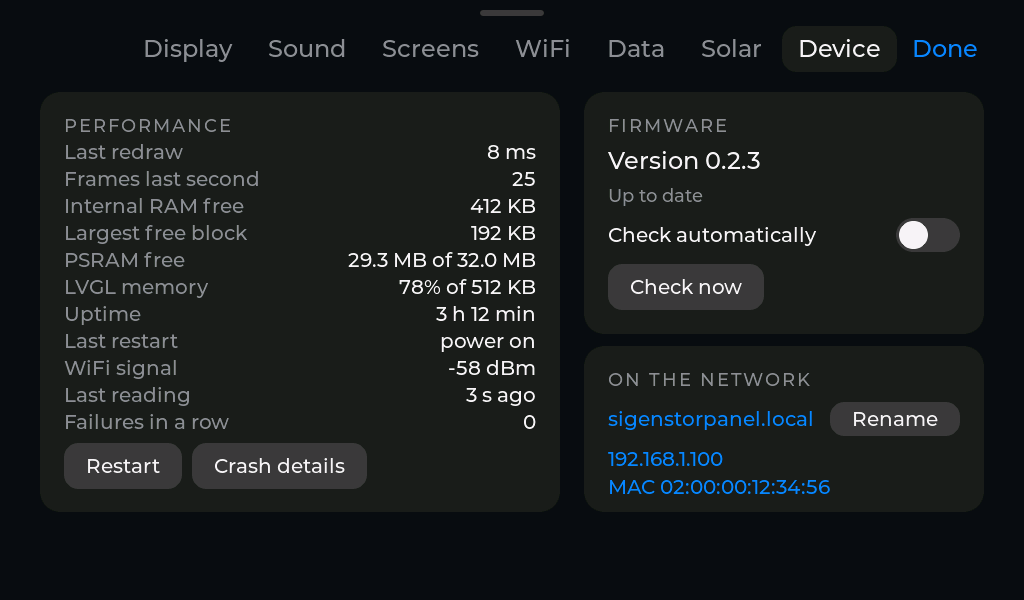 Display Sound Screens WiFi Data Solar Device Done
PERFORMANCE
Last redraw 8 ms
Frames last second 25
Internal RAM free 412 KB
Largest free block 192 KB
PSRAM free 29.3 MB of 32.0 MB
LVGL memory 78% of 512 KB
Uptime 3 h 12 min
Last restart power on
WiFi signal -58 dBm
Last reading 3 s ago
Failures in a row 0
Restart Crash details
FIRMWARE
Version 0.2.3
Up to date
Check automatically
Check now
ON THE NETWORK
sigenstorpanel.local Rename
192.168.1.100
MAC 02:00:00:12:34:56